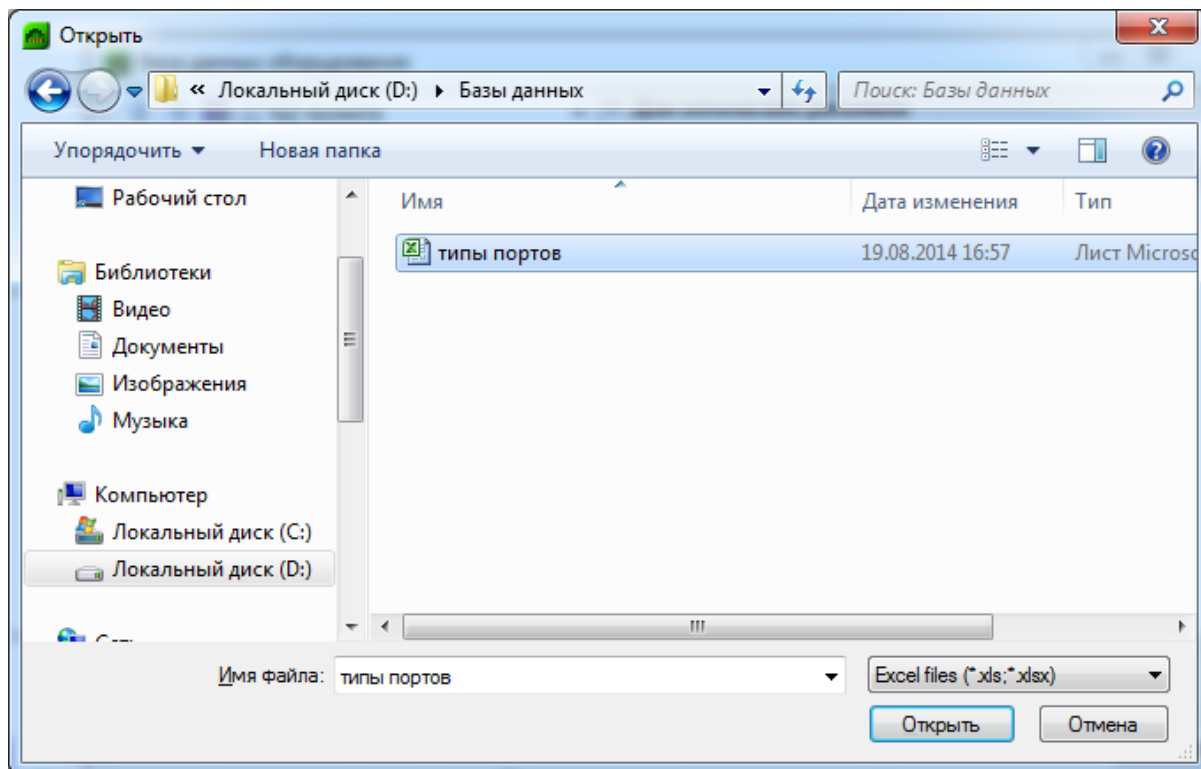 Открыть
« Локальный диск (D:) ▸ Базы данных
Поиск: Базы данных
Упорядочить Новая папка
Рабочий стол
Библиотеки
Видео
Документы
Изображения
Музыка
Компьютер
Локальный диск (C:)
Локальный диск (D:)
Имя Дата изменения Тип
типы портов 19.08.2014 16:57 Лист
Имя файла: типы портов Excel files (*.xls;*.xlsx)
Открыть Отмена